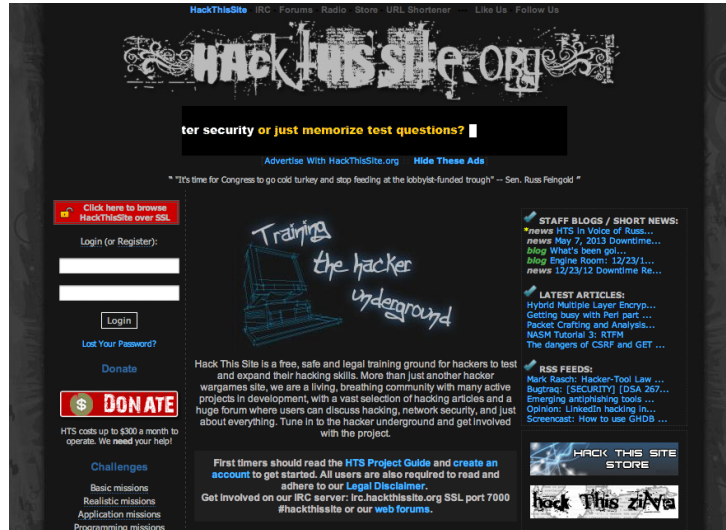 HackThisSite IRC Forums Radio Store URL Shortener — Like Us Follow Us
HACK THIS SITE.ORG
ter security or just memorize test questions?
Advertise With HackThisSite.org Hide These Ads
" "It's time for Congress to go cold turkey and stop feeding at the lobbyist-funded trough" -- Sen. Russ Feingold "
Click here to browse
HackThisSite over SSL
Login (or Register):
Login
Lost Your Password?
Donate
$ DONATE
HTS costs up to $300 a month to
operate. We need your help!
Challenges
Basic missions
Realistic missions
Application missions
Programming missions
Training
the hacker
underground
Hack This Site is a free, safe and legal training ground for hackers to test
and expand their hacking skills. More than just another hacker
wargames site, we are a living, breathing community with many active
projects in development, with a vast selection of hacking articles and a
huge forum where users can discuss hacking, network security, and just
about everything. Tune in to the hacker underground and get involved
with the project.
First timers should read the HTS Project Guide and create an
account to get started. All users are also required to read and
adhere to our Legal Disclaimer.
Get involved on our IRC server: irc.hackthissite.org SSL port 7000
#hackthissite or our web forums.
STAFF BLOGS / SHORT NEWS:
*news HTS in Voice of Russ...
news May 7, 2013 Downtime...
blog What's been goi...
blog Engine Room: 12/23/1...
news 12/23/12 Downtime Re...
LATEST ARTICLES:
Hybrid Multiple Layer Encryp...
Getting busy with Perl part ...
Packet Crafting and Analysis...
NASM Tutorial 3: RTFM
The dangers of CSRF and GET ...
RSS FEEDS:
Mark Rasch: Hacker-Tool Law ...
Bugtraq: [SECURITY] [DSA 267...
Emerging antiphishing tools ...
Opinion: LinkedIn hacking in...
Screencast: How to use GHDB ...
HACK THIS SITE
STORE
hack This ziNe